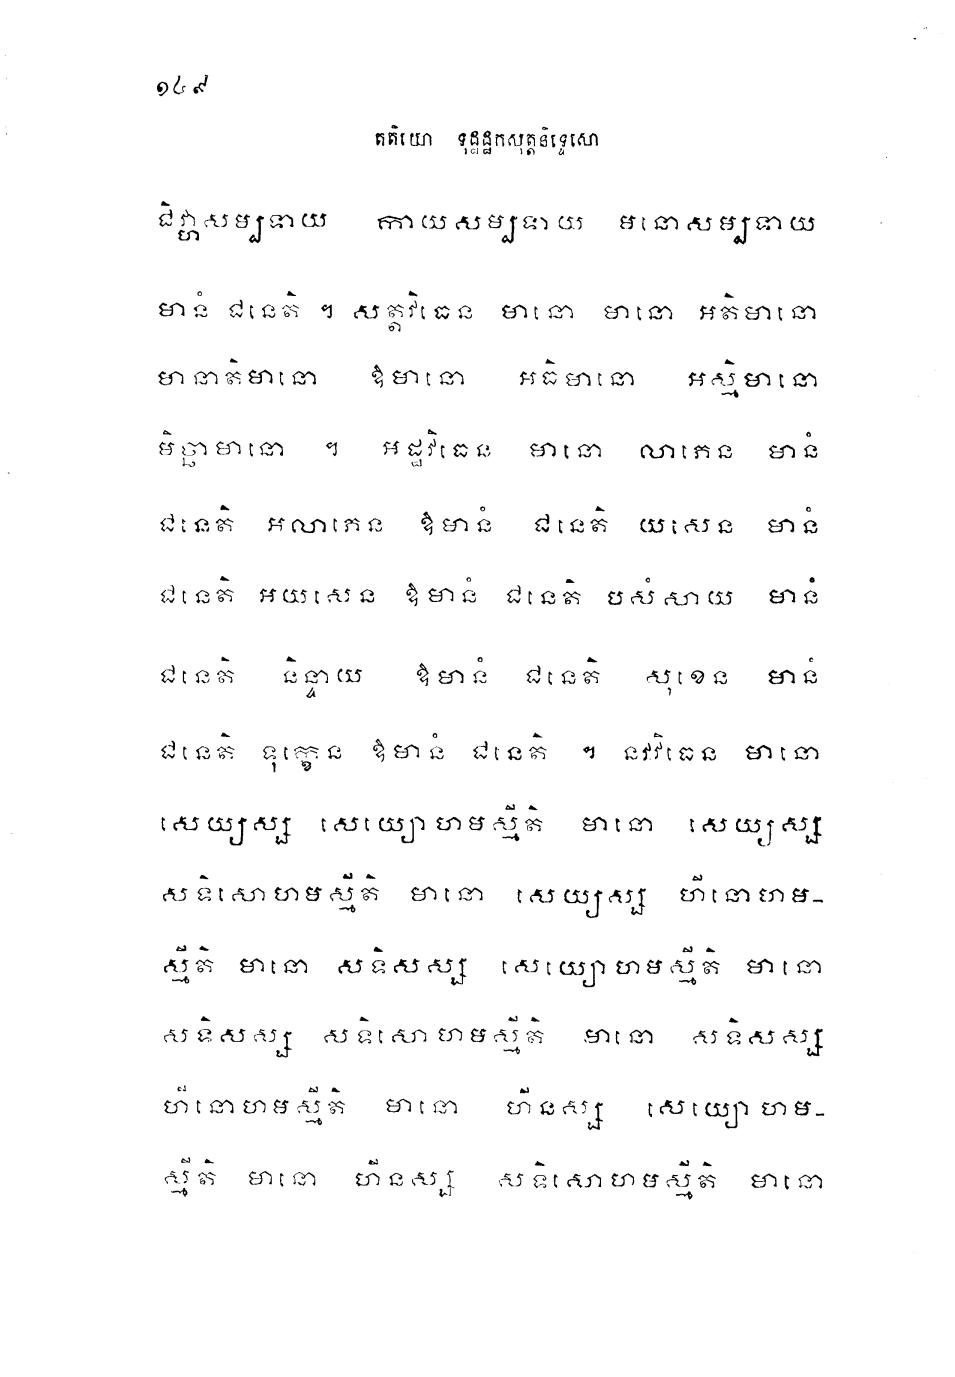 ១៤៩
តតិយោ ទុដ្ឋដ្ឋកសុត្តនិទ្ទេសោ
ជិវ្ហាសម្បទាយ កាយសម្បទាយ មនោសម្បទាយ
មានំ ជនេតិ ។ សត្តវិធេន មានោ មានោ អតិមានោ
មានាតិមានោ ឱមានោ អធិមានោ អស្មិមានោ
មិច្ឆាមានោ ។ អដ្ឋវិធេន មានោ លាភេន មានំ
ជនេតិ អលាភេន ឱមានំ ជនេតិ យសេន មានំ
ជនេតិ អយសេន ឱមានំ ជនេតិ បសំសាយ មានំ
ជនេតិ និន្ទាយ ឱមានំ ជនេតិ សុខេន មានំ
ជនេតិ ទុក្ខេន ឱមានំ ជនេតិ ។ នវវិធេន មានោ
សេយ្យស្ស សេយ្យោហមស្មីតិ មានោ សេយ្យស្ស
សទិសោហមស្មីតិ មានោ សេយ្យស្ស ហីនោហម-
ស្មីតិ មានោ សទិសស្ស សេយ្យោហមស្មីតិ មានោ
សទិសស្ស សទិសោហមស្មីតិ មានោ សទិសស្ស
ហីនោហមស្មីតិ មានោ ហីនស្ស សេយ្យោហម-
ស្មីតិ មានោ ហីនស្ស សទិសោហមស្មីតិ មានោ